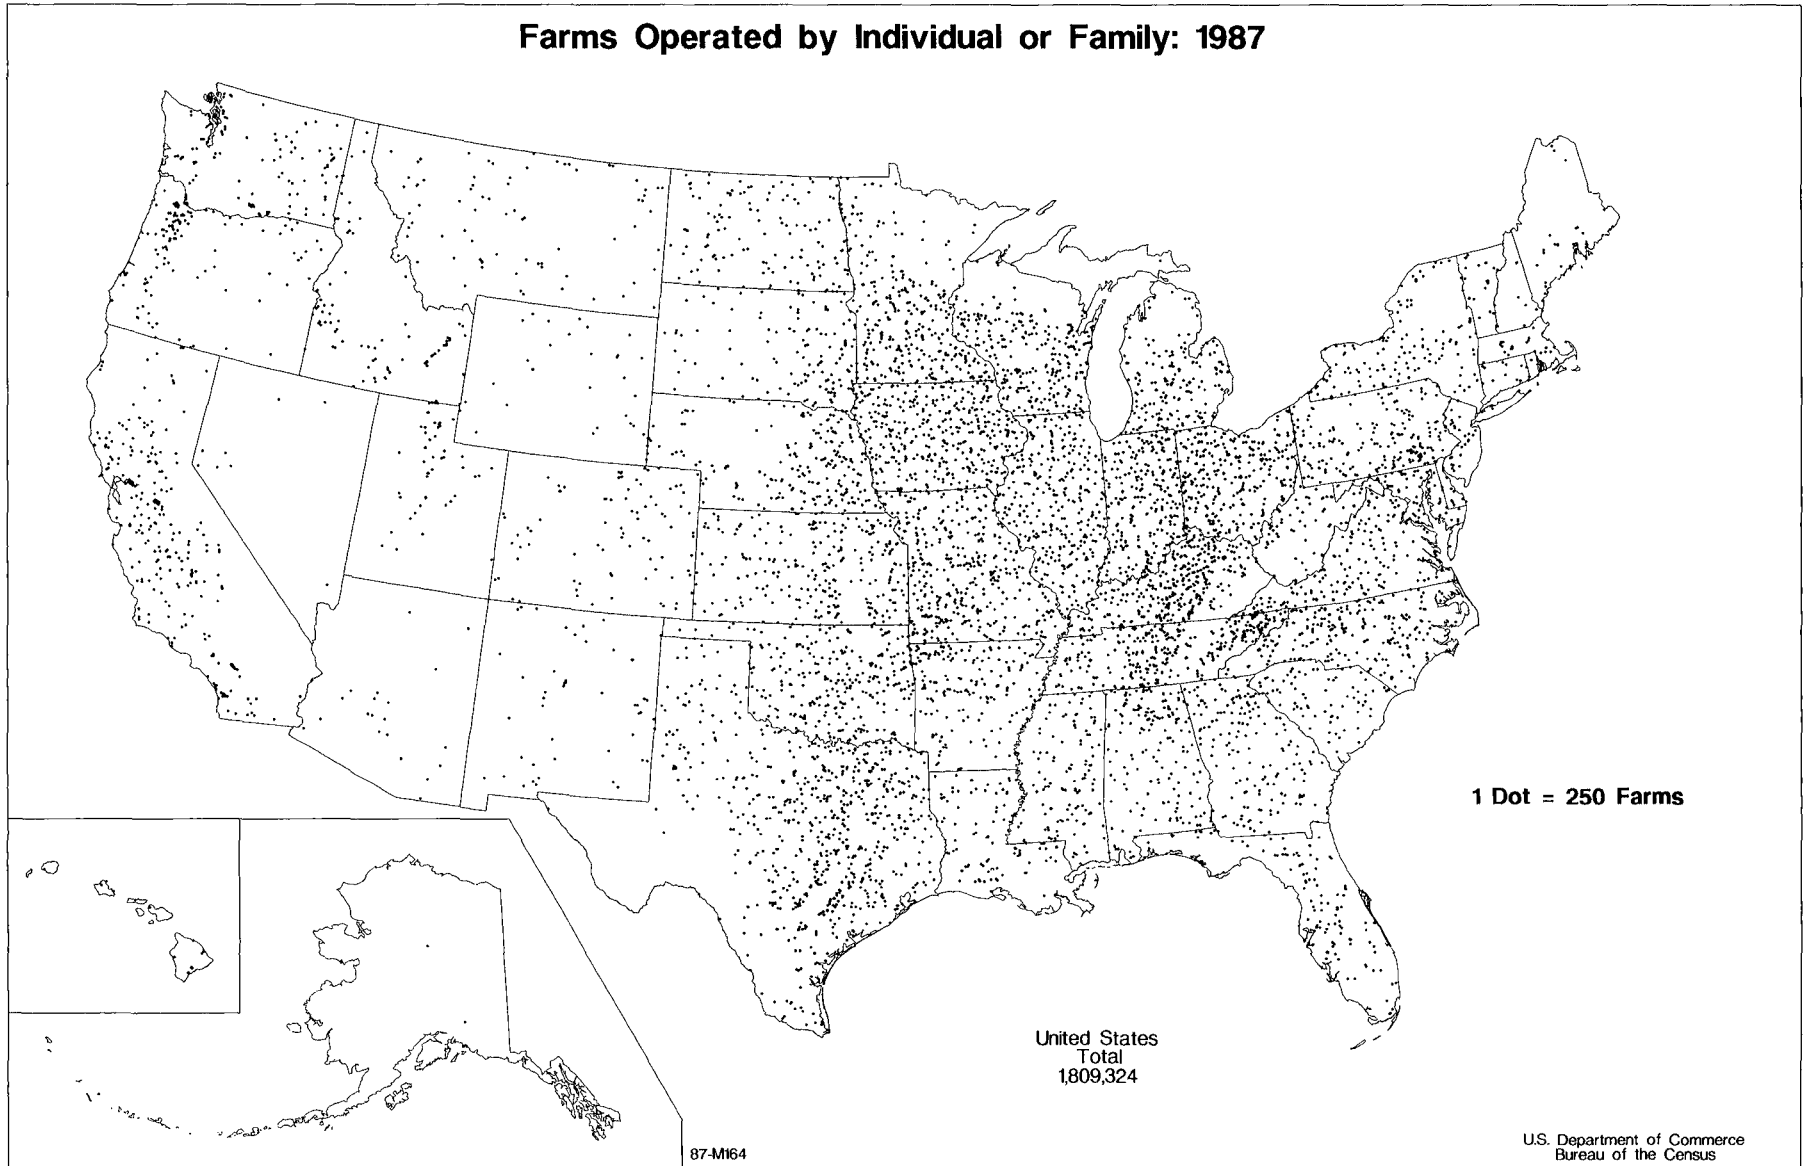 Farms Operated by Individual or Family: 1987
1 Dot = 250 Farms
United States
Total
1,809,324
87-M164
U.S. Department of Commerce
Bureau of the Census